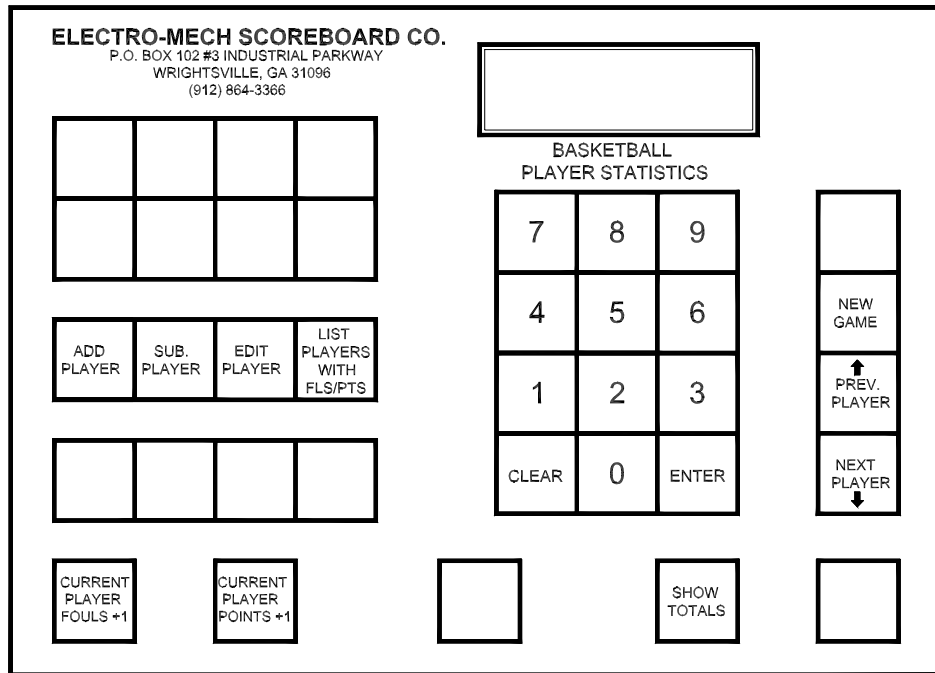 ELECTRO-MECH SCOREBOARD CO.
P.O. BOX 102 #3 INDUSTRIAL PARKWAY
WRIGHTSVILLE, GA 31096
(912) 864-3366
BASKETBALL
PLAYER STATISTICS
7 8 9
4 5 6
1 2 3
CLEAR 0 ENTER
NEW
GAME
PREV.
PLAYER
NEXT
PLAYER
ADD
PLAYER
SUB.
PLAYER
EDIT
PLAYER
LIST
PLAYERS
WITH
FLS/PTS
CURRENT
PLAYER
FOULS +1
CURRENT
PLAYER
POINTS +1
SHOW
TOTALS